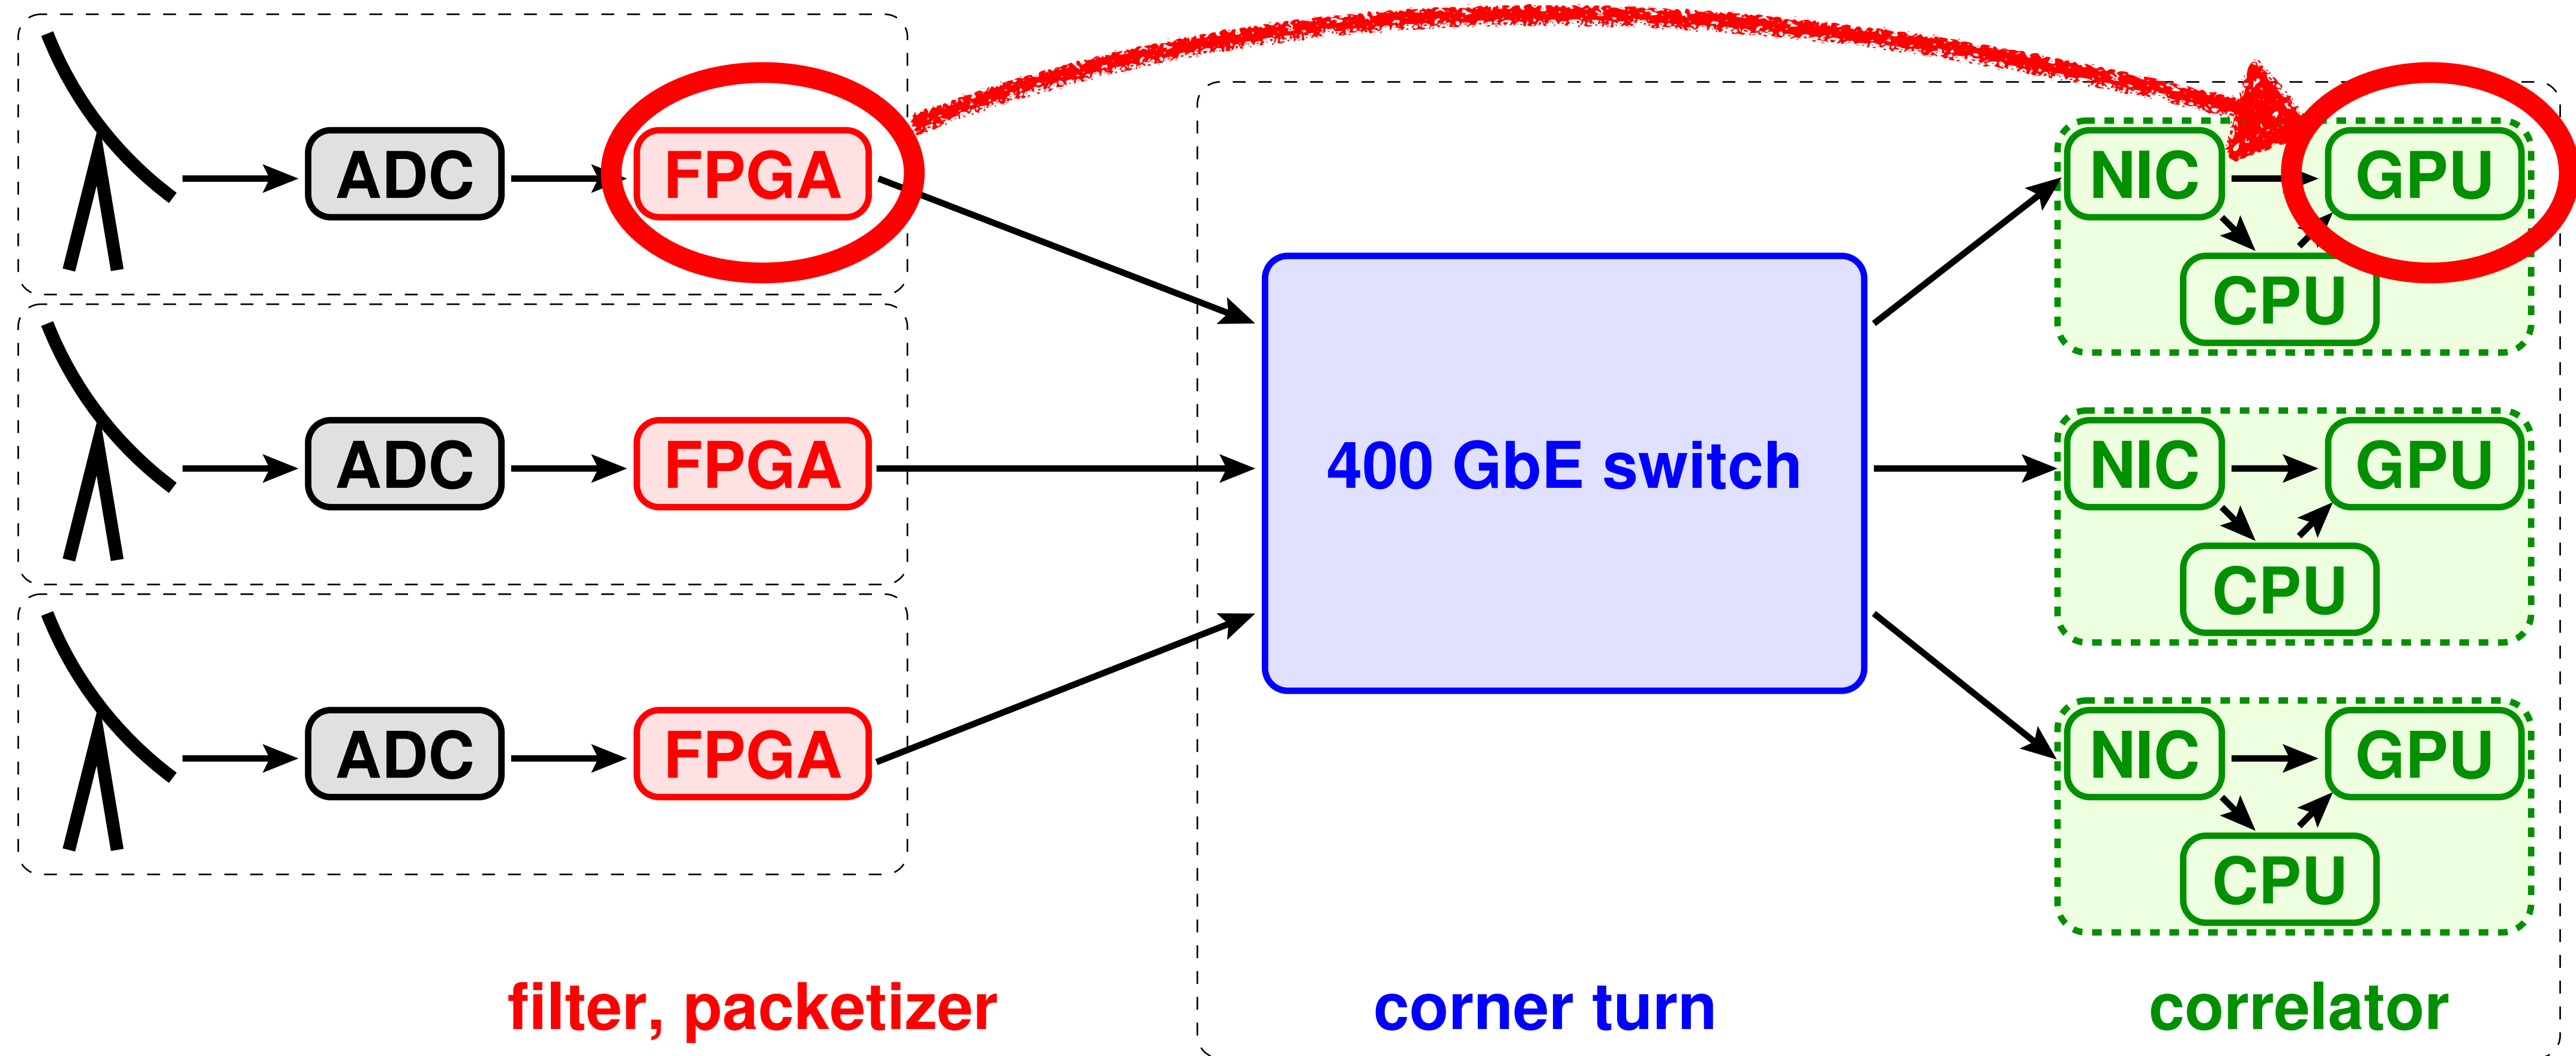 ADC
FPGA
NIC
GPU
CPU
ADC
FPGA
400 GbE switch
NIC
GPU
CPU
ADC
FPGA
NIC
GPU
CPU
filter, packetizer
corner turn
correlator